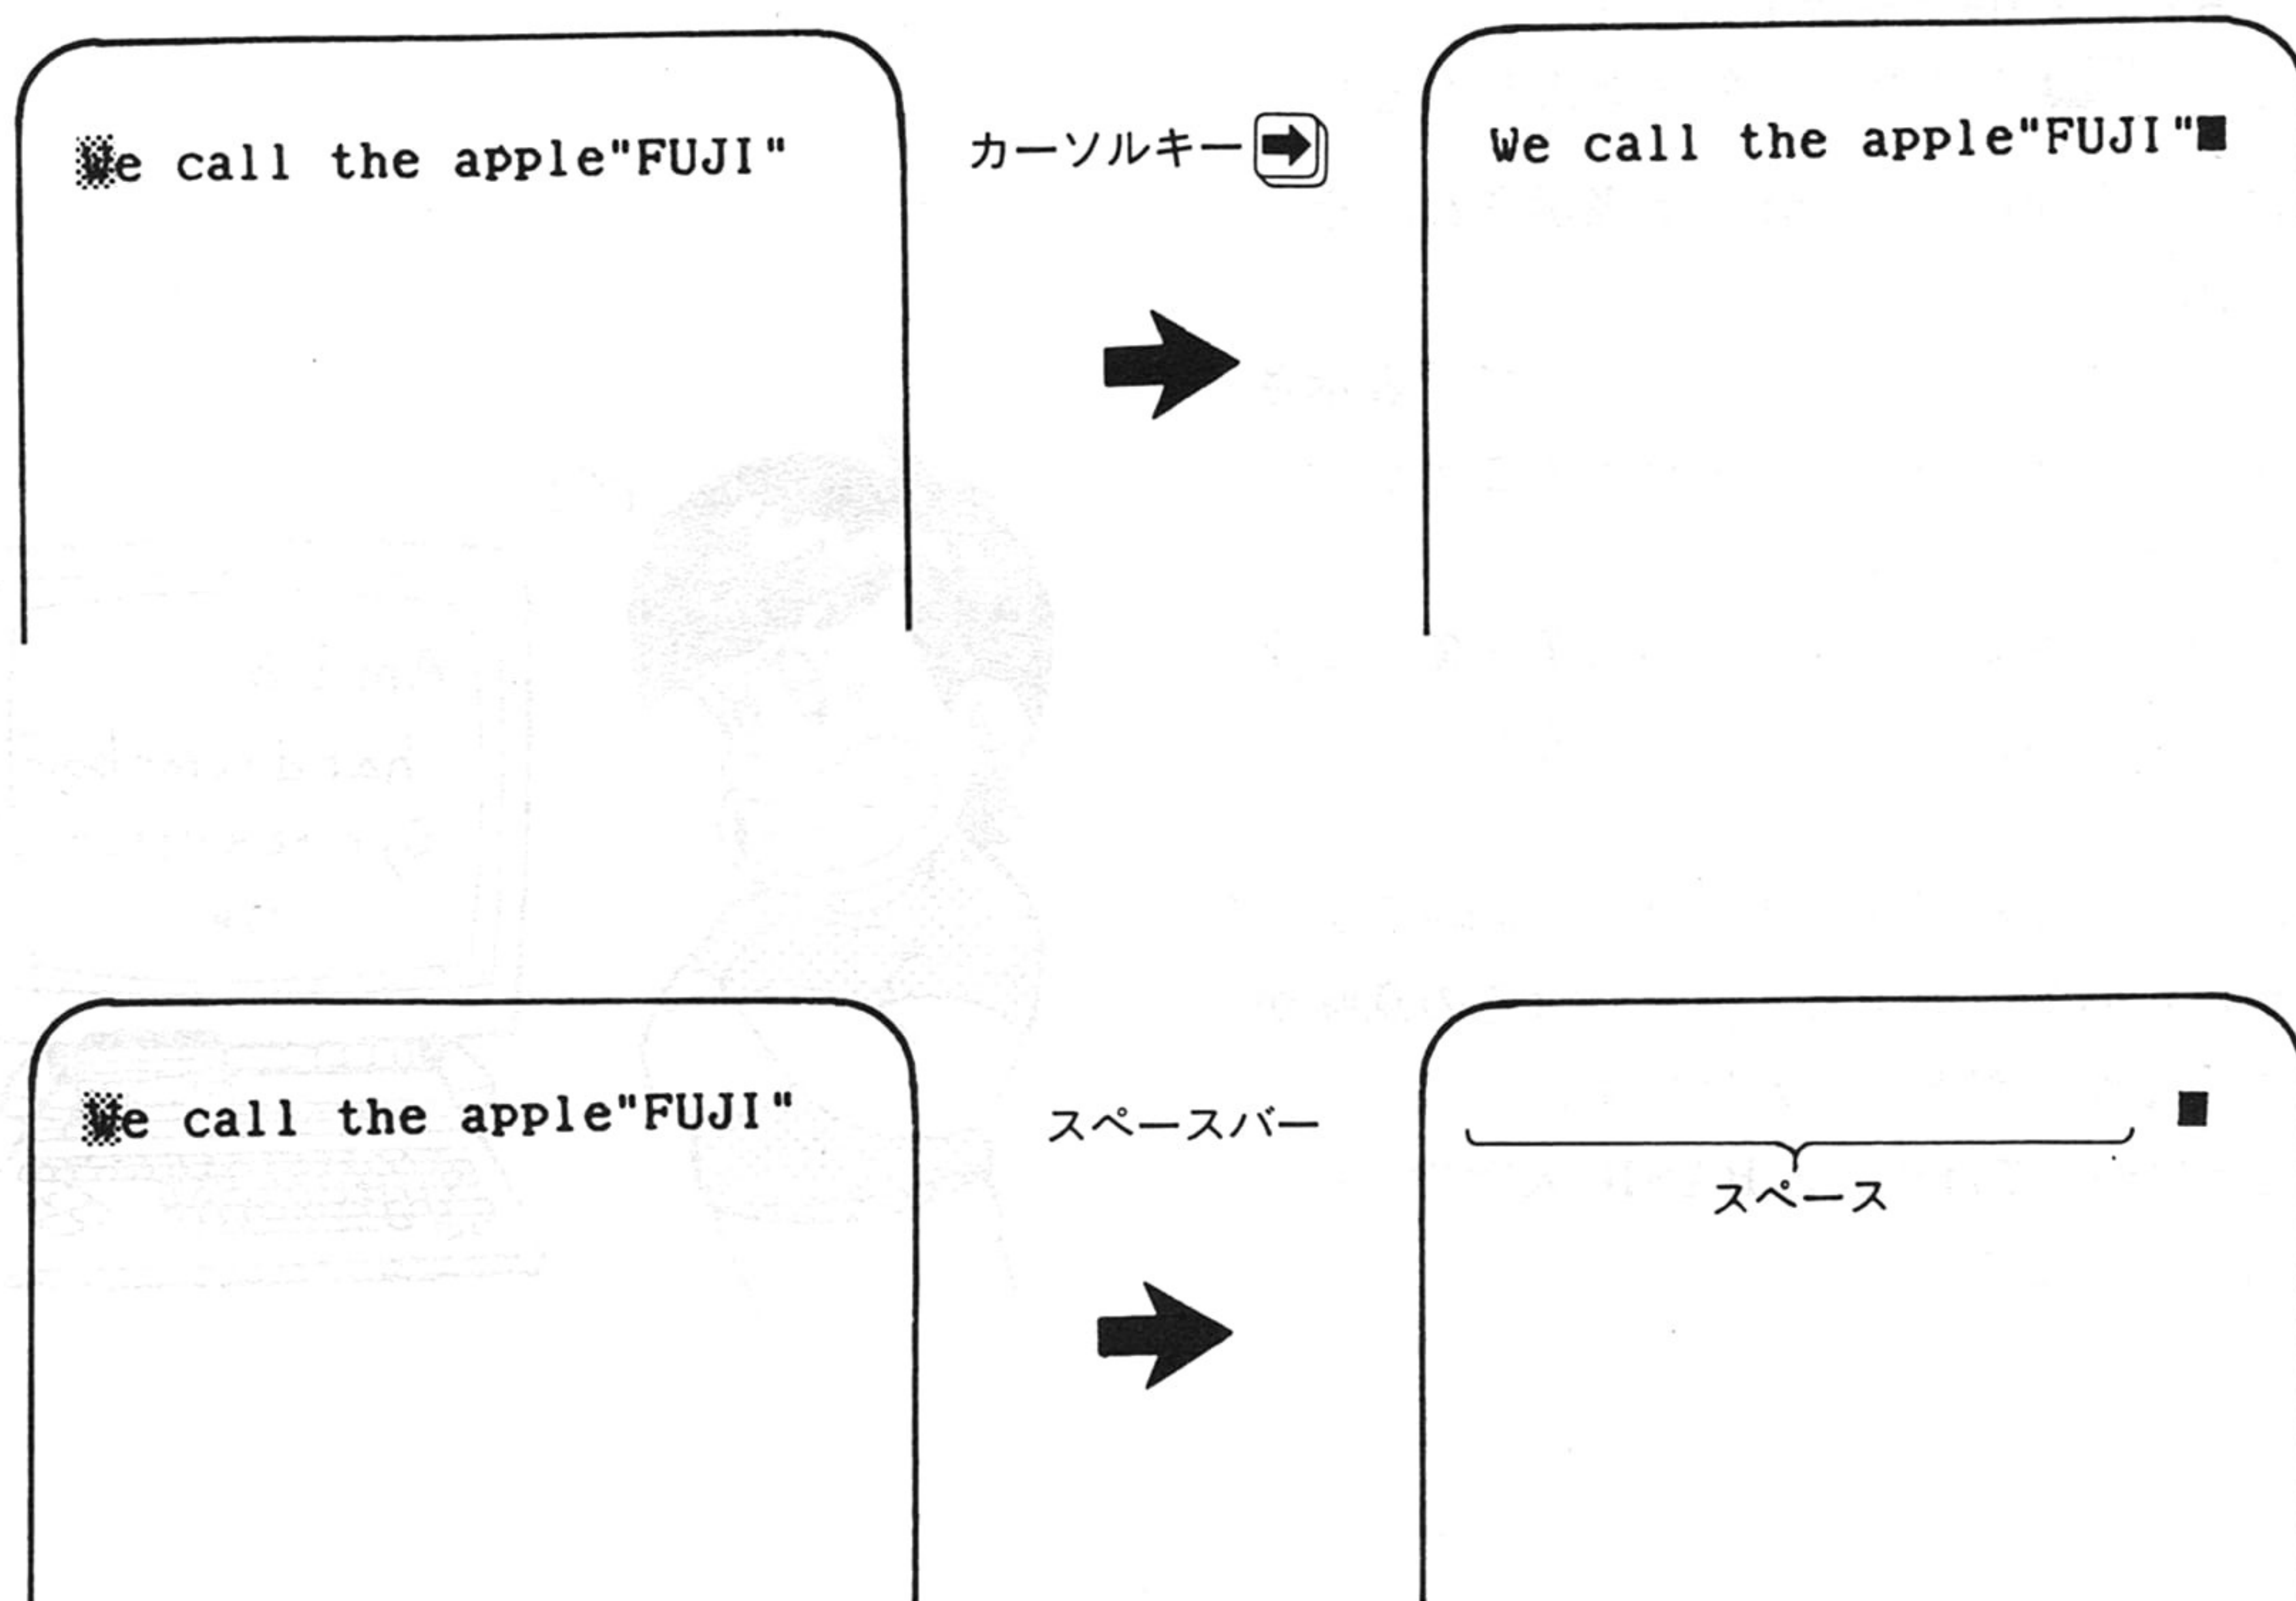 We call the apple"FUJI"
カーソルキー➡
We call the apple"FUJI"■
We call the apple"FUJI"
スペースバー
■
スペース